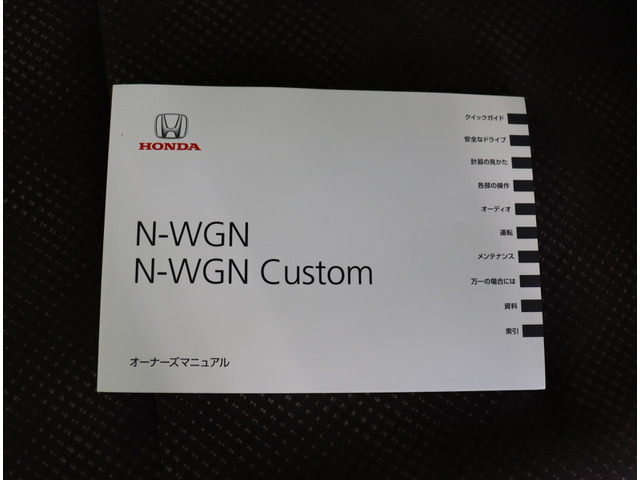 HONDA
N-WGN
N-WGN Custom
オーナーズマニュアル
クイックガイド
安全なドライブ
計器の見かた
各部の操作
オーディオ
運転
メンテナンス
万一の場合には
資料
索引